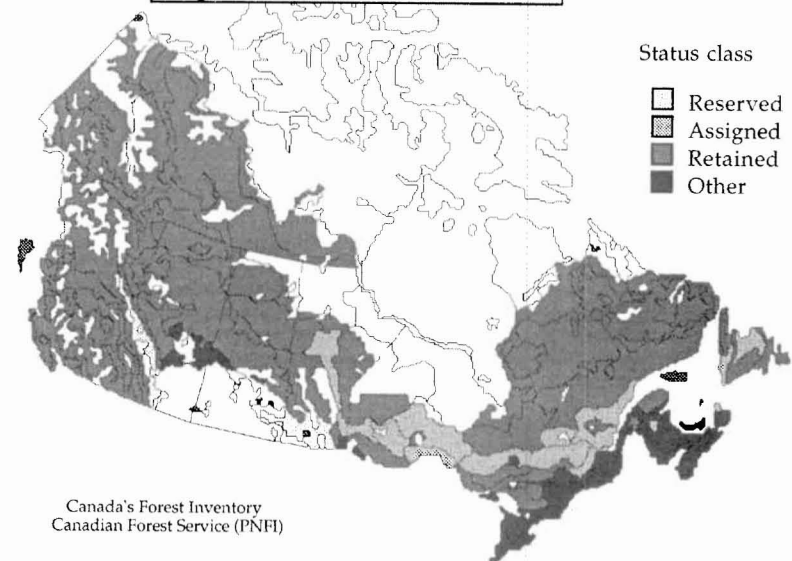 Status class
Reserved
Assigned
Retained
Other
Canada's Forest Inventory
Canadian Forest Service (PNFI)